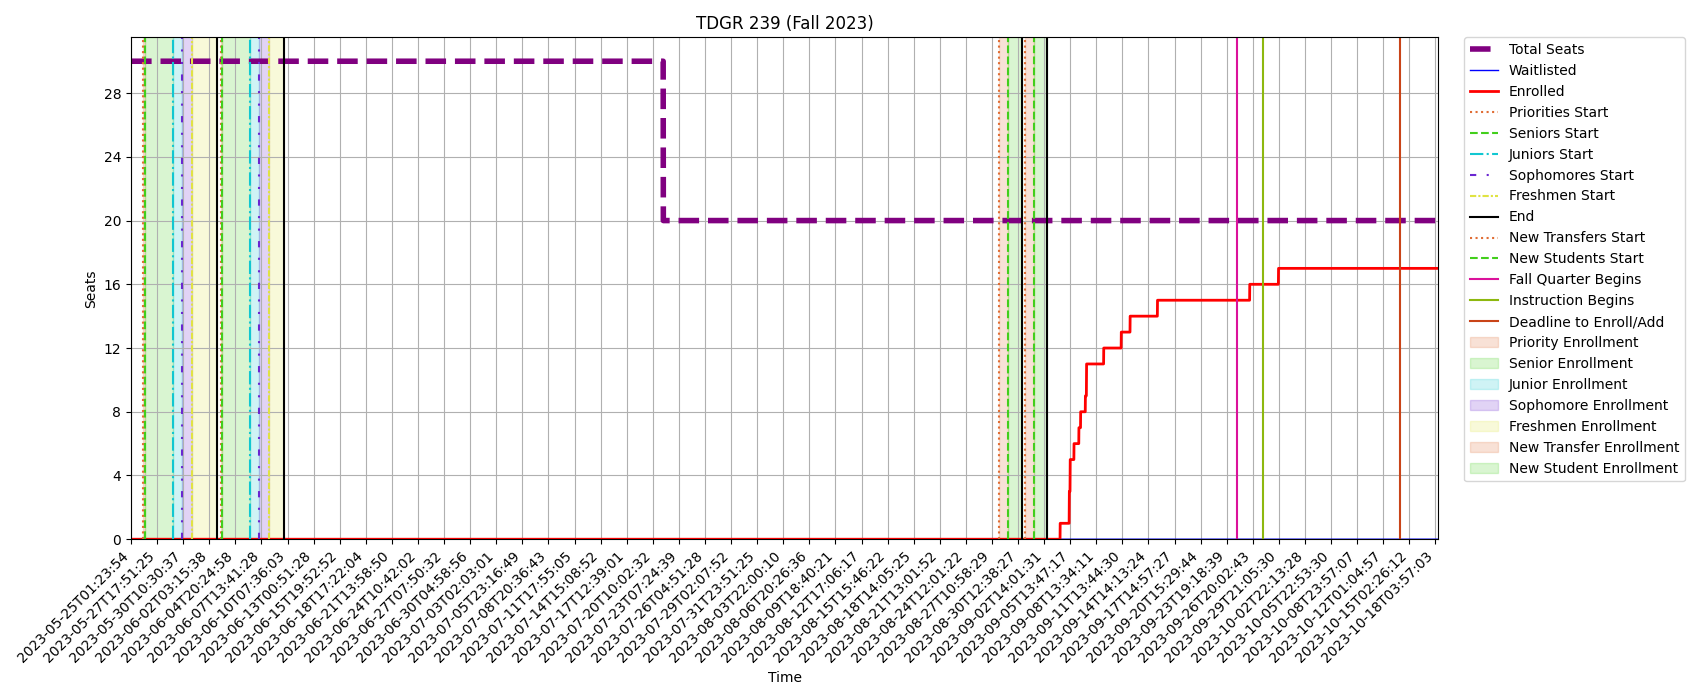 TDGR 239 (Fall 2023)
Seats
28
24
20
16
12
8
4
0
2023-05-25T01:23:54
2023-05-27T17:51:25
2023-05-30T10:30:37
2023-06-02T03:15:38
2023-06-04T20:24:58
2023-06-07T13:41:28
2023-06-10T07:36:03
2023-06-13T00:51:28
2023-06-15T19:52:52
2023-06-18T17:22:04
2023-06-21T13:58:50
2023-06-24T10:42:02
2023-06-27T07:50:32
2023-06-30T04:58:56
2023-07-03T02:03:01
2023-07-05T23:16:49
2023-07-08T20:36:43
2023-07-11T17:55:05
2023-07-14T15:08:52
2023-07-17T12:39:01
2023-07-20T10:02:32
2023-07-23T07:24:39
2023-07-26T04:51:28
2023-07-29T02:07:52
2023-07-31T23:51:25
2023-08-03T22:00:10
2023-08-06T20:26:36
2023-08-09T18:40:21
2023-08-12T17:06:17
2023-08-15T15:46:22
2023-08-18T14:05:25
2023-08-21T13:01:52
2023-08-24T12:01:22
2023-08-27T10:58:29
2023-08-30T12:38:27
2023-09-02T14:01:31
2023-09-05T13:47:17
2023-09-08T13:34:11
2023-09-11T13:44:30
2023-09-14T14:13:24
2023-09-17T14:57:27
2023-09-20T15:29:44
2023-09-23T19:18:39
2023-09-26T20:02:43
2023-09-29T21:05:30
2023-10-02T22:13:28
2023-10-05T22:53:30
2023-10-08T23:57:07
2023-10-12T01:04:57
2023-10-15T02:26:12
2023-10-18T03:57:03
Time
Total Seats
Waitlisted
Enrolled
Priorities Start
Seniors Start
Juniors Start
Sophomores Start
Freshmen Start
End
New Transfers Start
New Students Start
Fall Quarter Begins
Instruction Begins
Deadline to Enroll/Add
Priority Enrollment
Senior Enrollment
Junior Enrollment
Sophomore Enrollment
Freshmen Enrollment
New Transfer Enrollment
New Student Enrollment